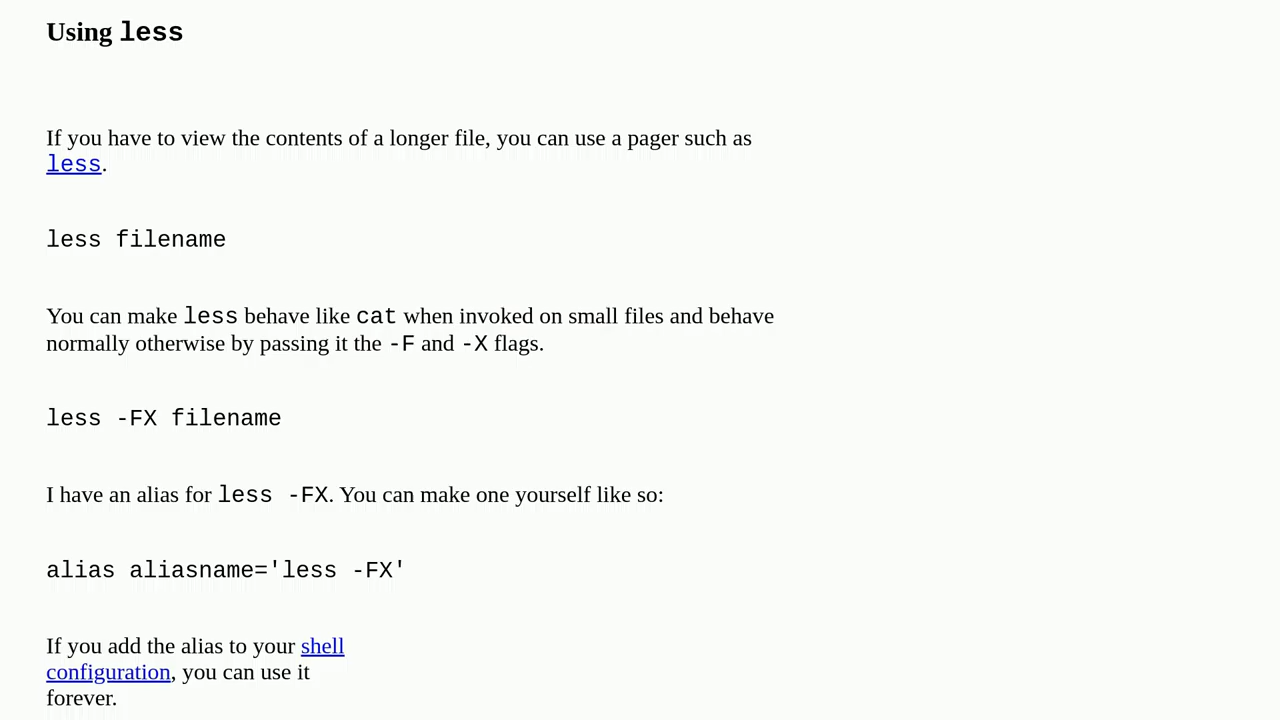 Using less
If you have to view the contents of a longer file, you can use a pager such as
less.
less filename
You can make less behave like cat when invoked on small files and behave
normally otherwise by passing it the -F and -X flags.
less -FX filename
I have an alias for less -FX. You can make one yourself like so:
alias aliasname='less -FX'
If you add the alias to your shell
configuration, you can use it
forever.